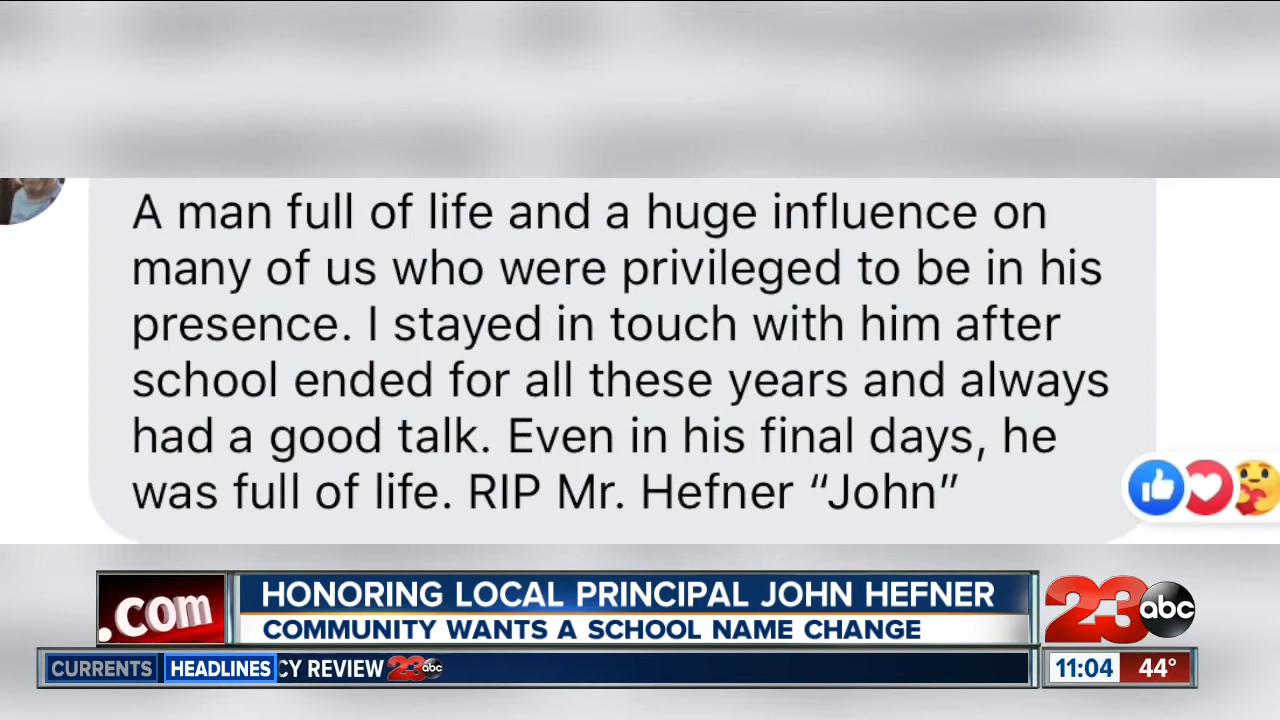 A man full of life and a huge influence on
many of us who were privileged to be in his
presence. I stayed in touch with him after
school ended for all these years and always
had a good talk. Even in his final days, he
was full of life. RIP Mr. Hefner “John”
.com
HONORING LOCAL PRINCIPAL JOHN HEFNER
COMMUNITY WANTS A SCHOOL NAME CHANGE
23 abc
CURRENTS HEADLINES CY REVIEW 23 abc
11:04 44°